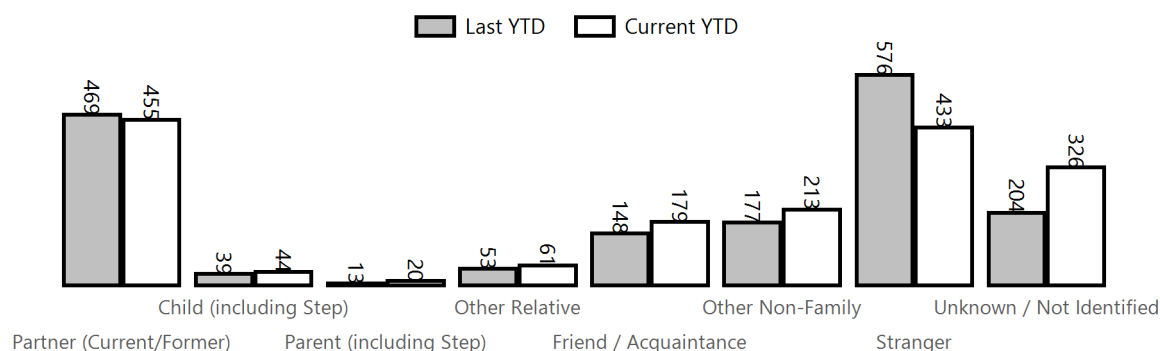 Last YTD Current YTD
469 455 39 44 13 20 53 61 148 179 177 213 576 433 204 326
Child (including Step) Other Relative Other Non-Family Unknown / Not Identified
Partner (Current/Former) Parent (including Step) Friend / Acquaintance Stranger